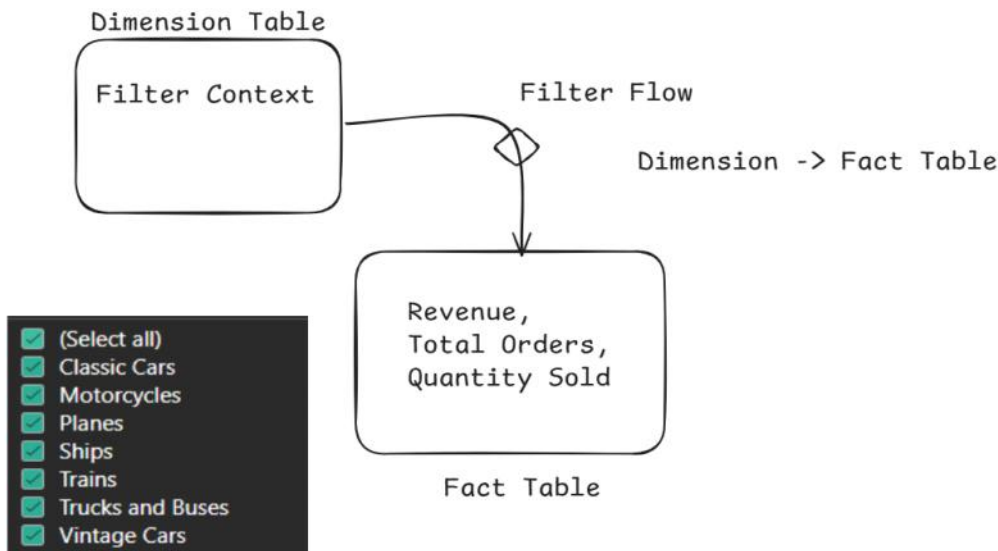 Dimension Table
Filter Context
Filter Flow
Dimension -> Fact Table
Revenue,
Total Orders,
Quantity Sold
Fact Table
(Select all)
Classic Cars
Motorcycles
Planes
Ships
Trains
Trucks and Buses
Vintage Cars